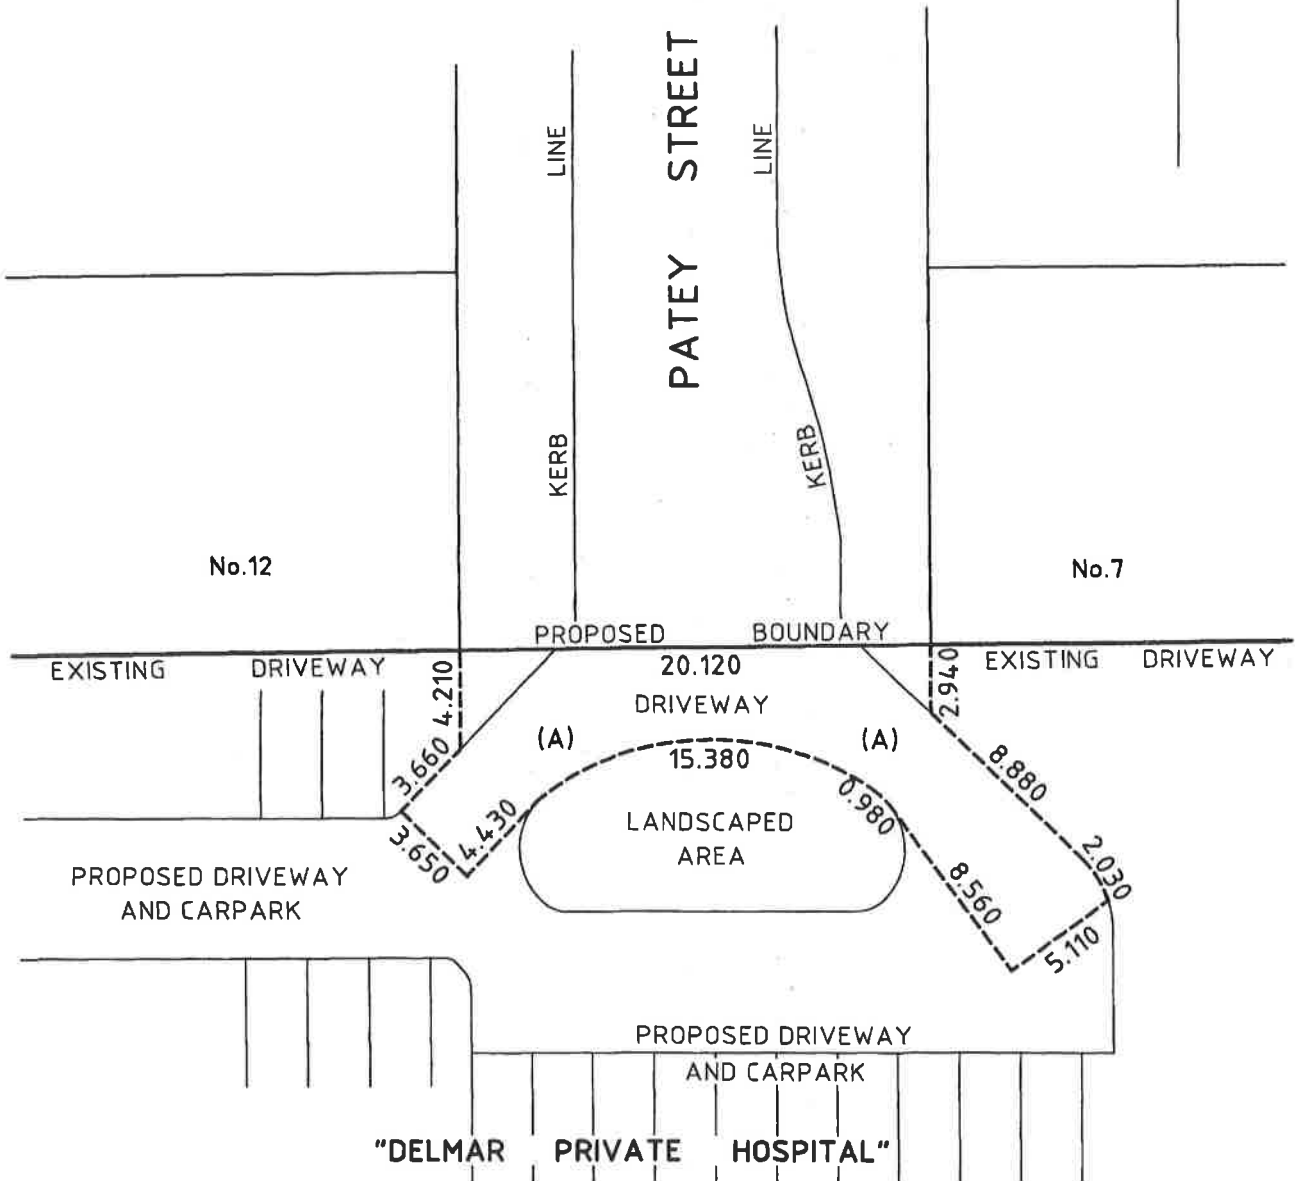 PATEY STREET
LINE
LINE
KERB
KERB
No.12
No.7
PROPOSED BOUNDARY
EXISTING DRIVEWAY
4.210
20.120
2.940
EXISTING DRIVEWAY
DRIVEWAY
(A)
(A)
3.660
15.380
8.880
0.980
4.430
3.650
LANDSCAPED
AREA
2.030
PROPOSED DRIVEWAY
AND CARPARK
8.560
5.110
PROPOSED DRIVEWAY
AND CARPARK
"DELMAR PRIVATE HOSPITAL"